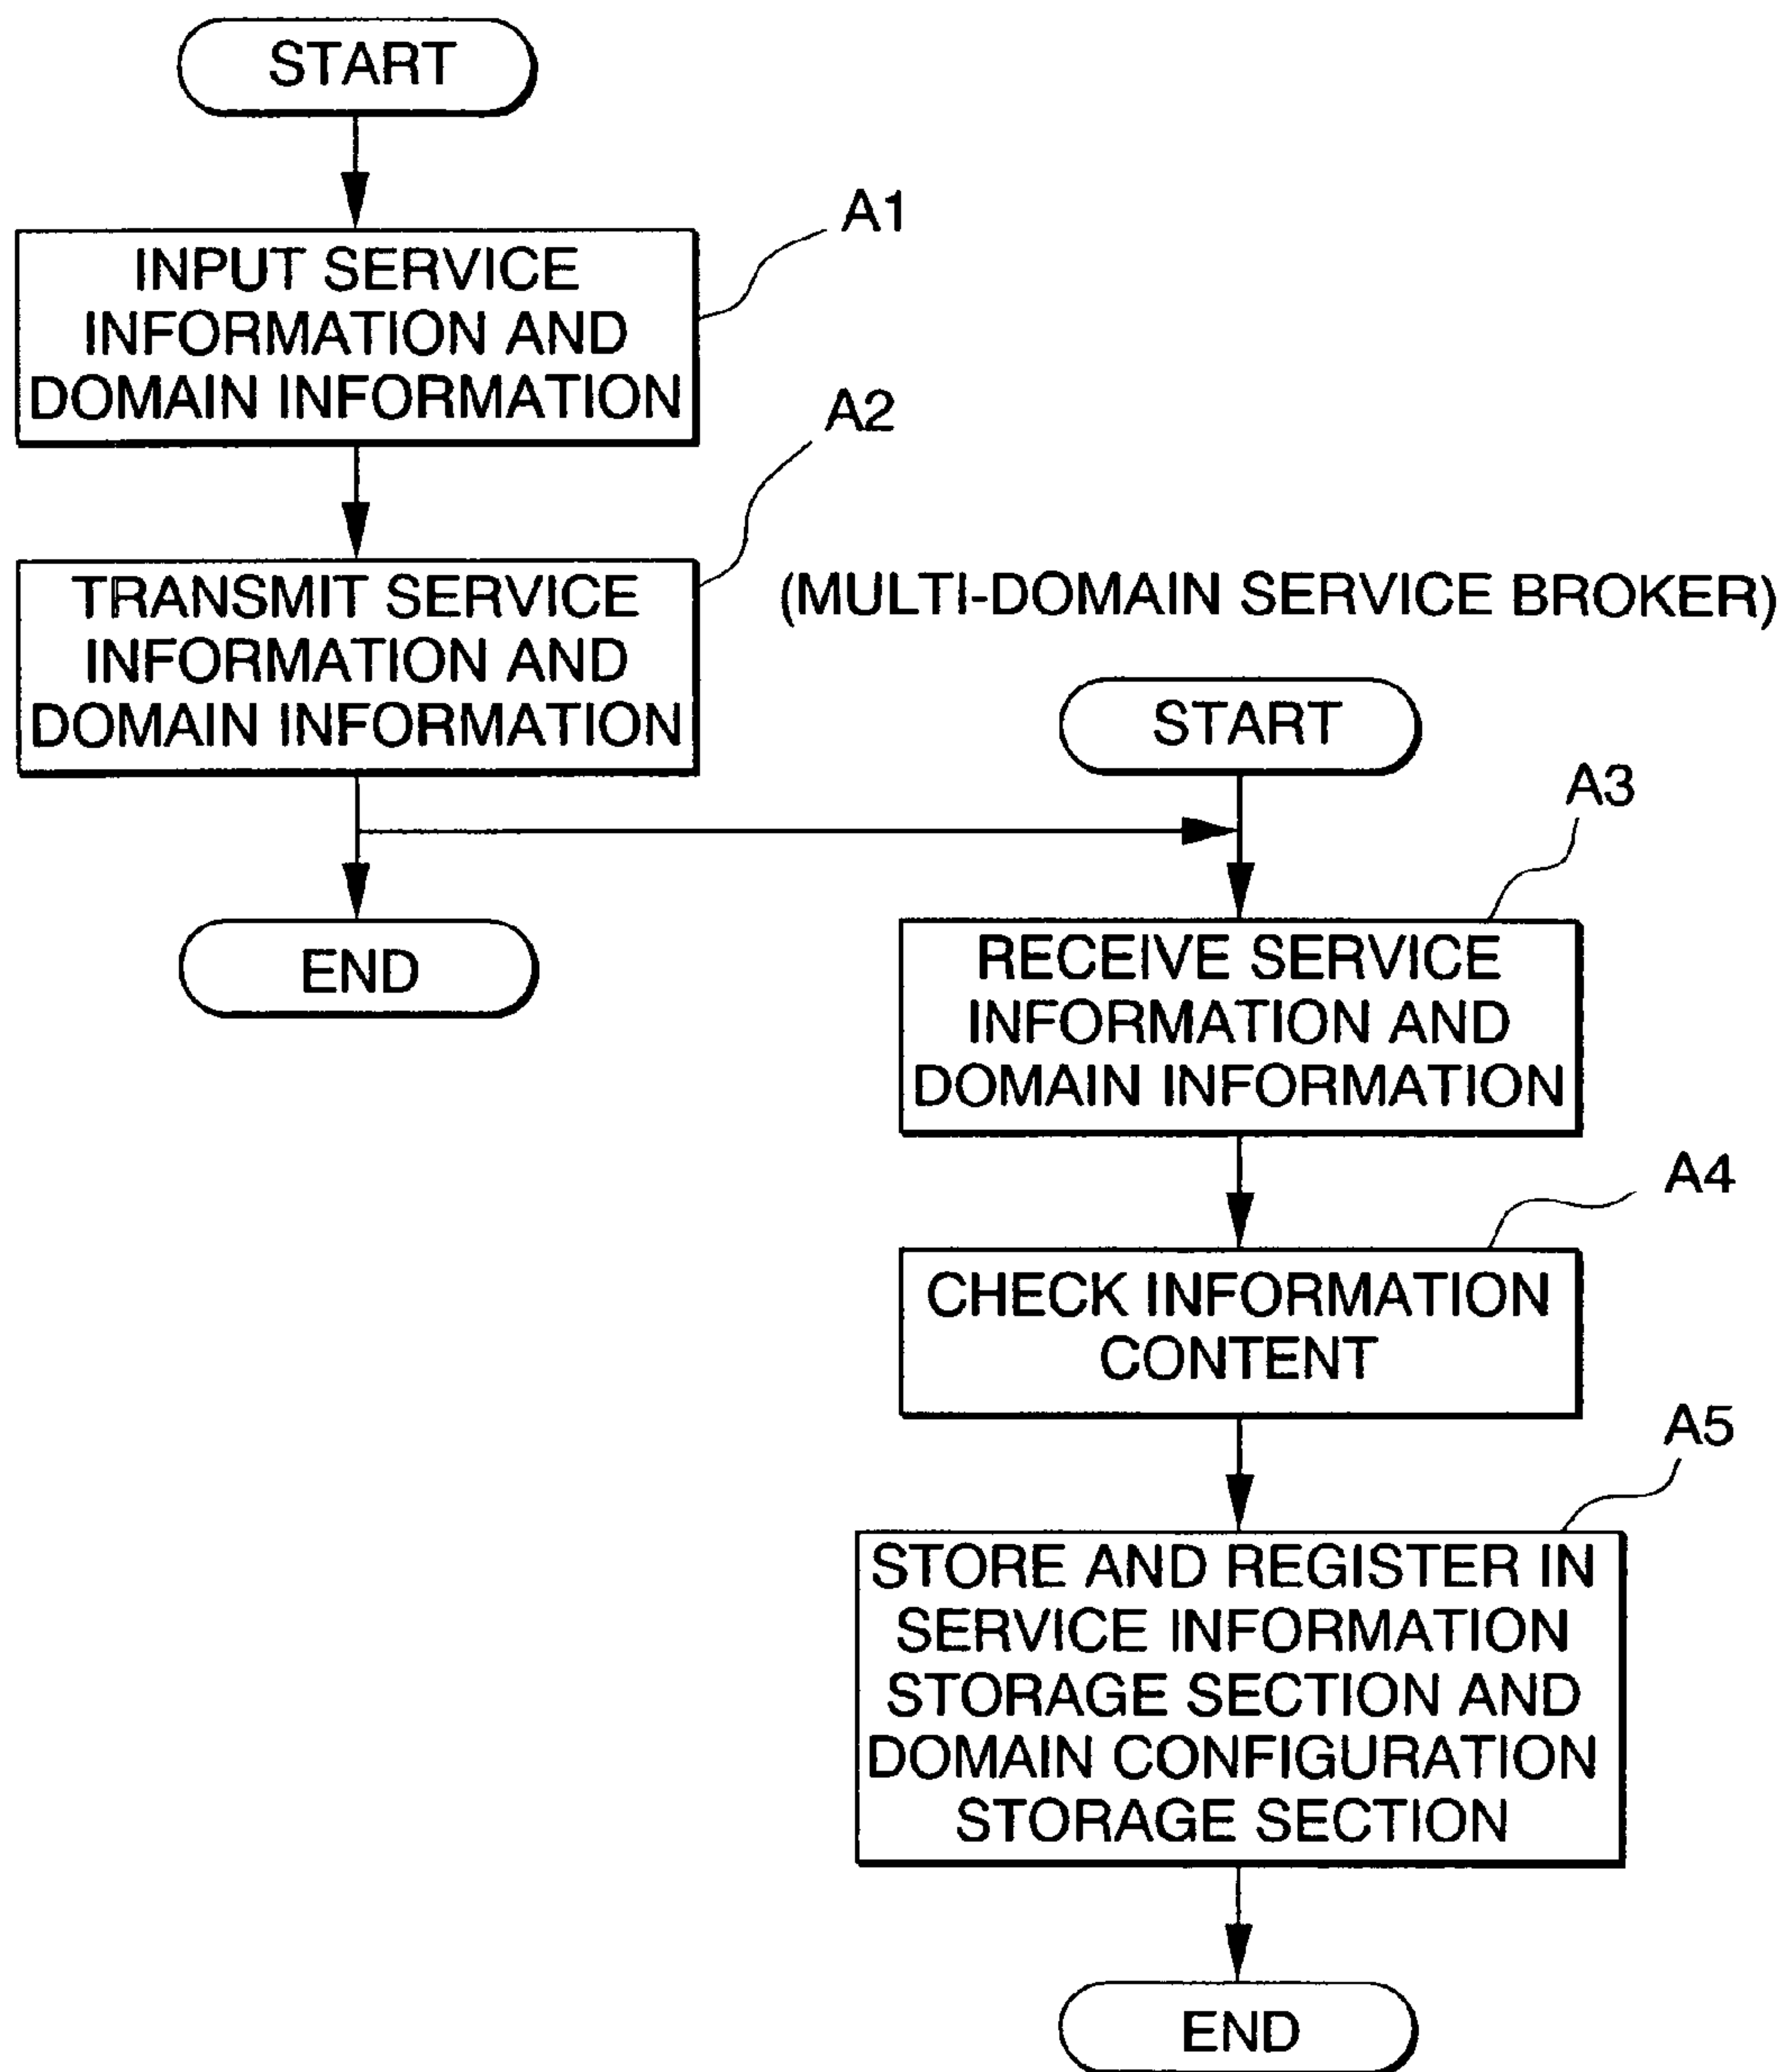 START
A1
INPUT SERVICE
INFORMATION AND
DOMAIN INFORMATION
A2
TRANSMIT SERVICE
INFORMATION AND
DOMAIN INFORMATION
END
(MULTI-DOMAIN SERVICE BROKER)
START
A3
RECEIVE SERVICE
INFORMATION AND
DOMAIN INFORMATION
A4
CHECK INFORMATION
CONTENT
A5
STORE AND REGISTER IN
SERVICE INFORMATION
STORAGE SECTION AND
DOMAIN CONFIGURATION
STORAGE SECTION
END